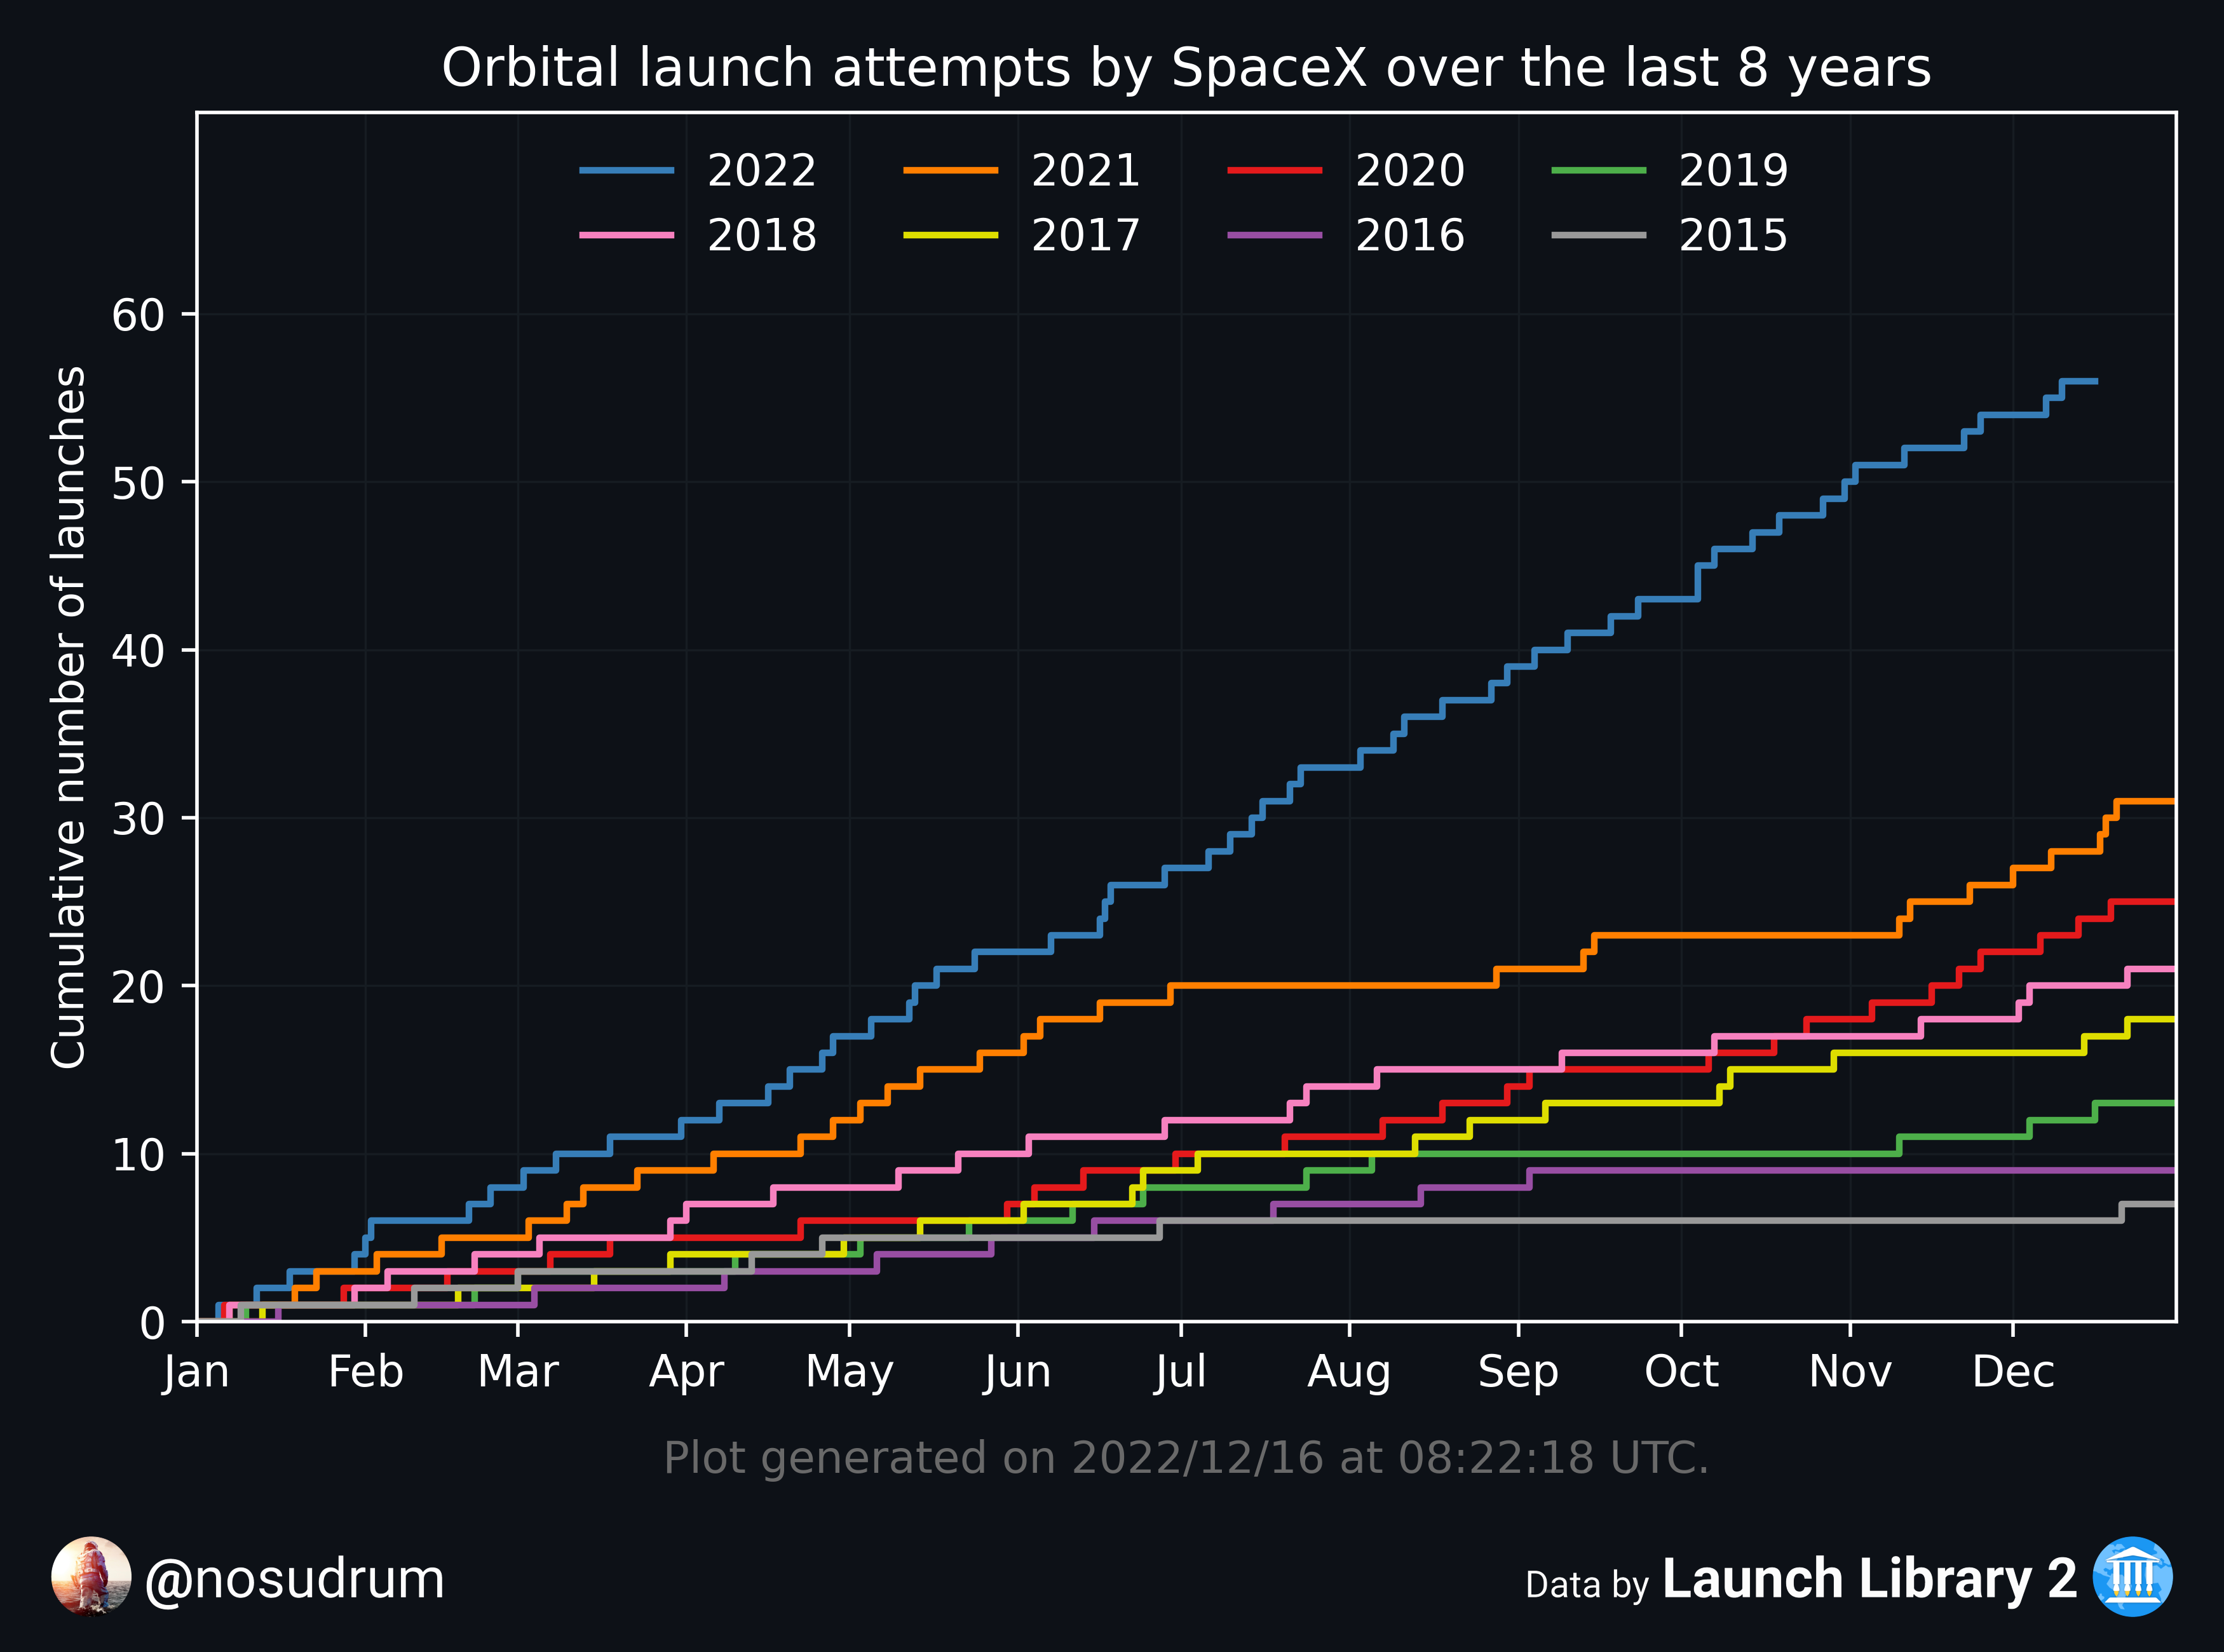 Orbital launch attempts by SpaceX over the last 8 years
2022 2021 2020 2019
2018 2017 2016 2015
Cumulative number of launches
60
50
40
30
20
10
0
Jan Feb Mar Apr May Jun Jul Aug Sep Oct Nov Dec
Plot generated on 2022/12/16 at 08:22:18 UTC.
@nosudrum
Data by Launch Library 2